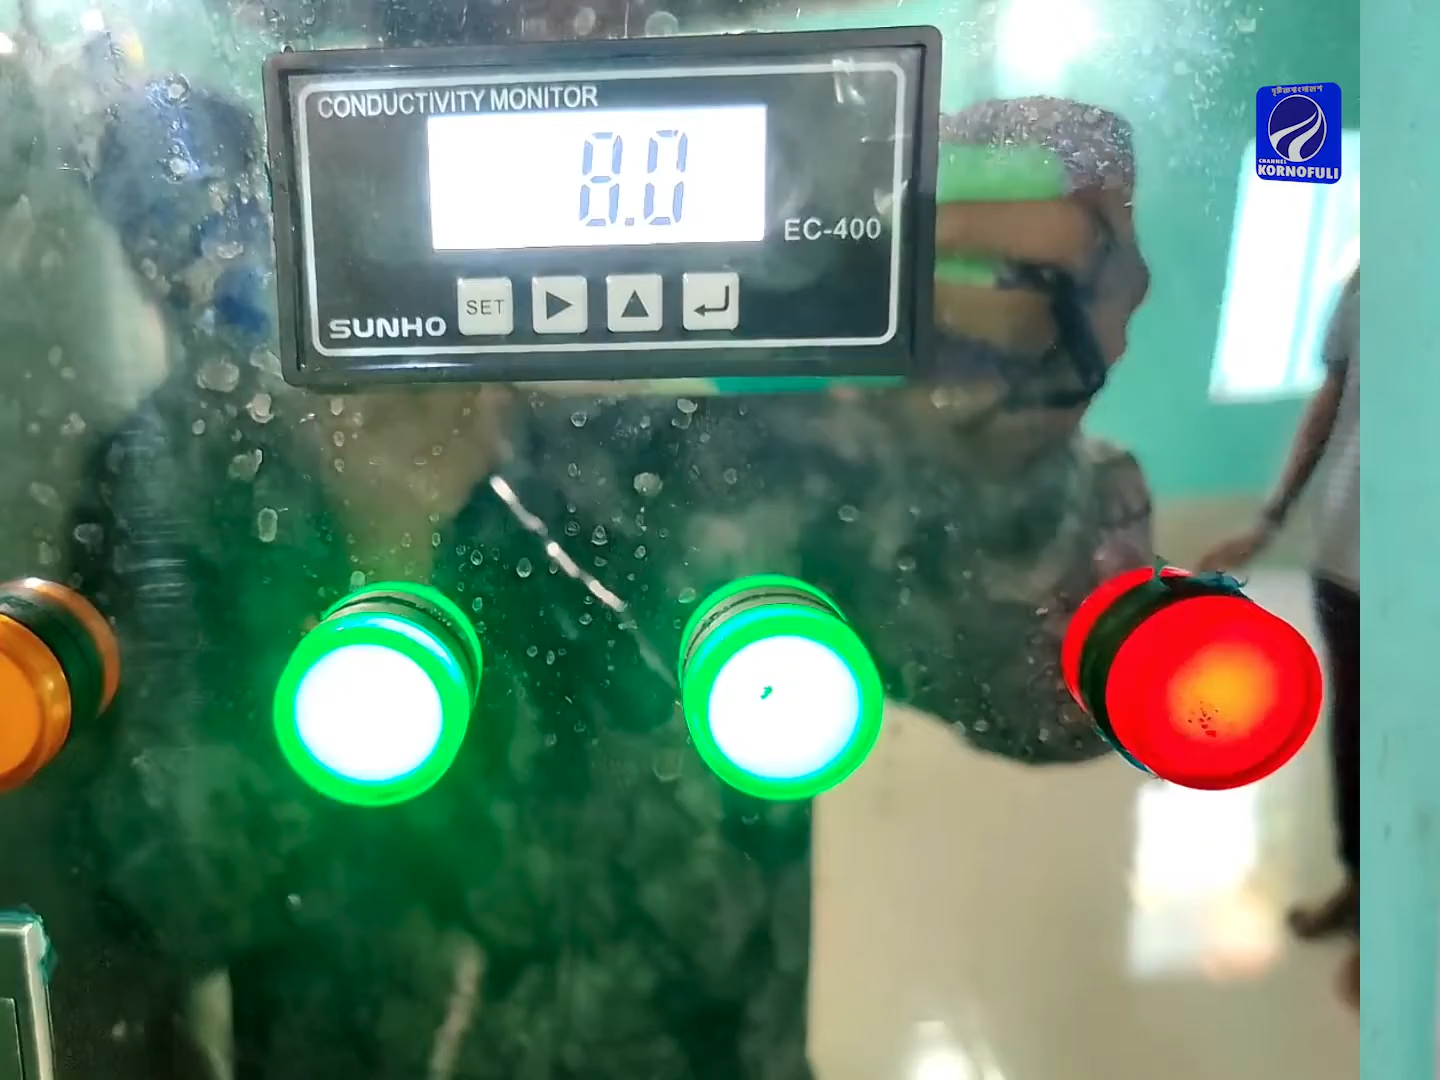 CONDUCTIVITY MONITOR
8.0
EC-400
SET
SUNHO
CHANNEL
KORNOFULI